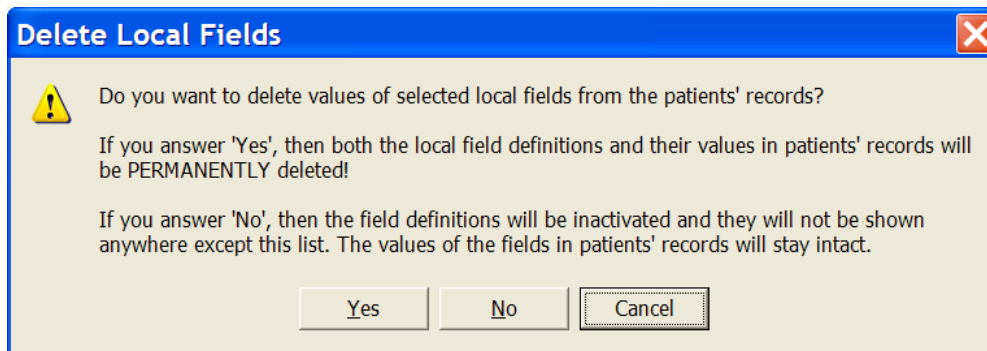 Delete Local Fields
Do you want to delete values of selected local fields from the patients' records?
If you answer 'Yes', then both the local field definitions and their values in patients' records will
be PERMANENTLY deleted!
If you answer 'No', then the field definitions will be inactivated and they will not be shown
anywhere except this list. The values of the fields in patients' records will stay intact.
Yes No Cancel